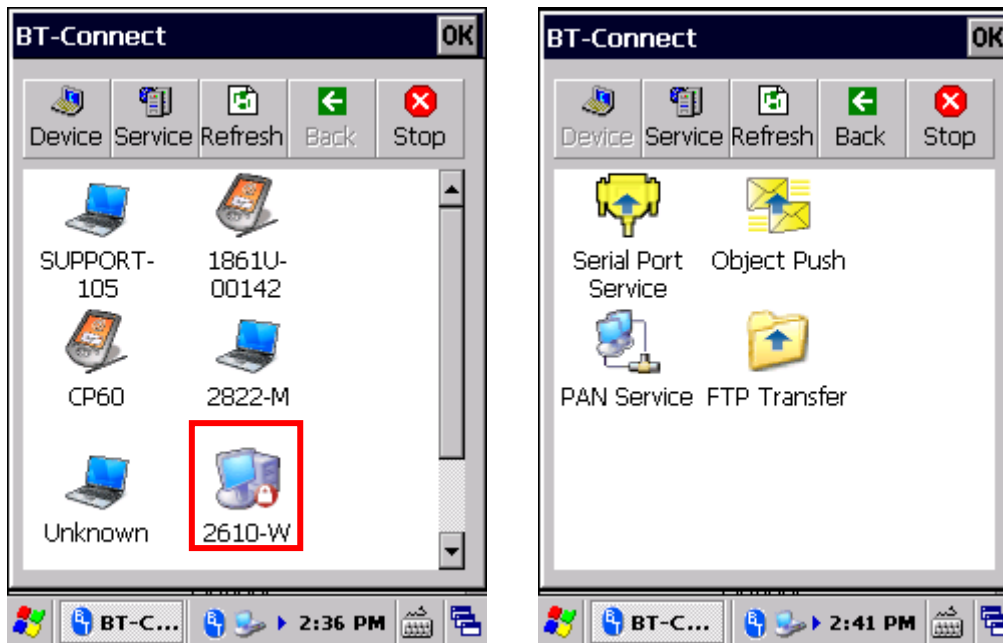 BT-Connect OK
Device Service Refresh Back Stop
SUPPORT-
105
1861U-
00142
CP60 2822-M
Unknown 2610-W
BT-C... 2:36 PM
BT-Connect OK
Device Service Refresh Back Stop
Serial Port
Service
Object Push
PAN Service FTP Transfer
BT-C... 2:41 PM